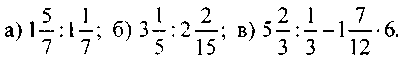 а) 1 5/7 : 1 1/7; б) 3 1/5 : 2 2/15; в) 5 2/3 : 1/3 − 1 7/12 · 6.